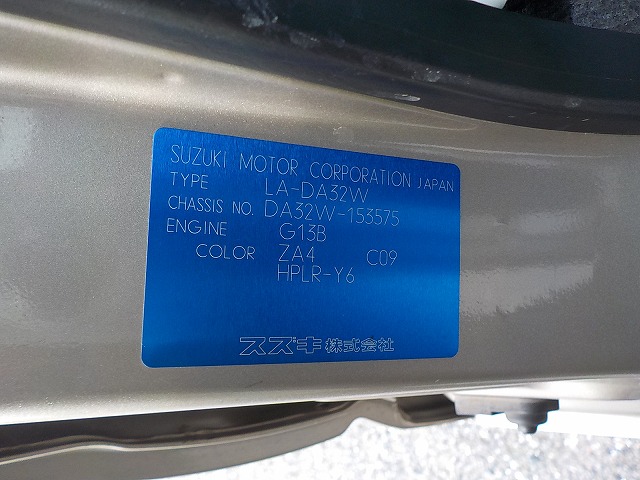 SUZUKI MOTOR CORPORATION JAPAN
TYPE LA-DA32W
CHASSIS NO. DA32W-153575
ENGINE G13B
COLOR ZA4 C09
HPLR-Y6
スズキ株式会社